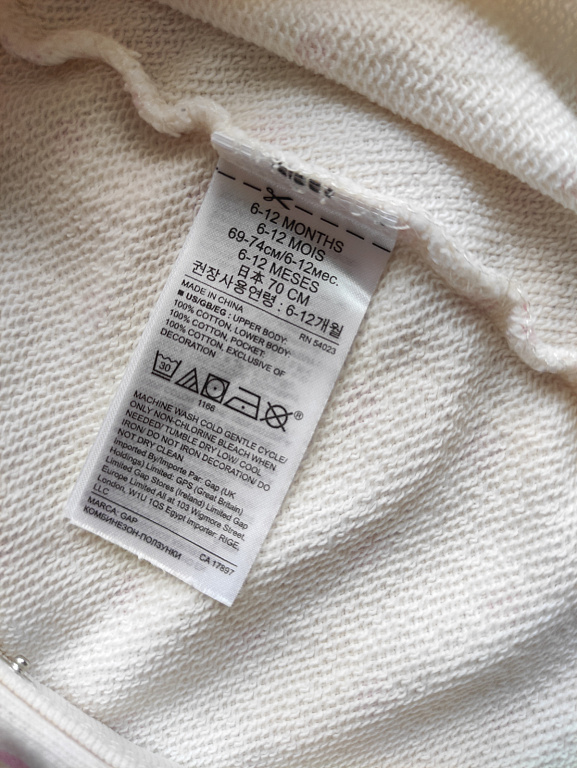 6-12 MONTHS
6-12 MOIS
69-74см/6-12мес.
6-12 MESES
日本 70 CM
권장사용연령 : 6-12개월
MADE IN CHINA
RN 54023
■ US/GB/EG : UPPER BODY:
100% COTTON, LOWER BODY:
100% COTTON, POCKET:
100% COTTON, EXCLUSIVE OF
DECORATION
30
1166
®
MACHINE WASH COLD GENTLE CYCLE/
ONLY NON-CHLORINE BLEACH WHEN
NEEDED/ TUMBLE DRY LOW/ COOL
IRON/ DO NOT IRON DECORATION/ DO
NOT DRY CLEAN
Imported By/Importe Par: Gap (UK
Holdings) Limited; GPS (Great Britain)
Limited Gap Stores (Ireland) Limited Gap
Europe Limited All at 103 Wigmore Street,
London. W1U 1QS Egypt Importer: RIGE,
LLC
MARCA: GAP
КОМБИНЕЗОН-ПОЛЗУНКИ
CA 17897